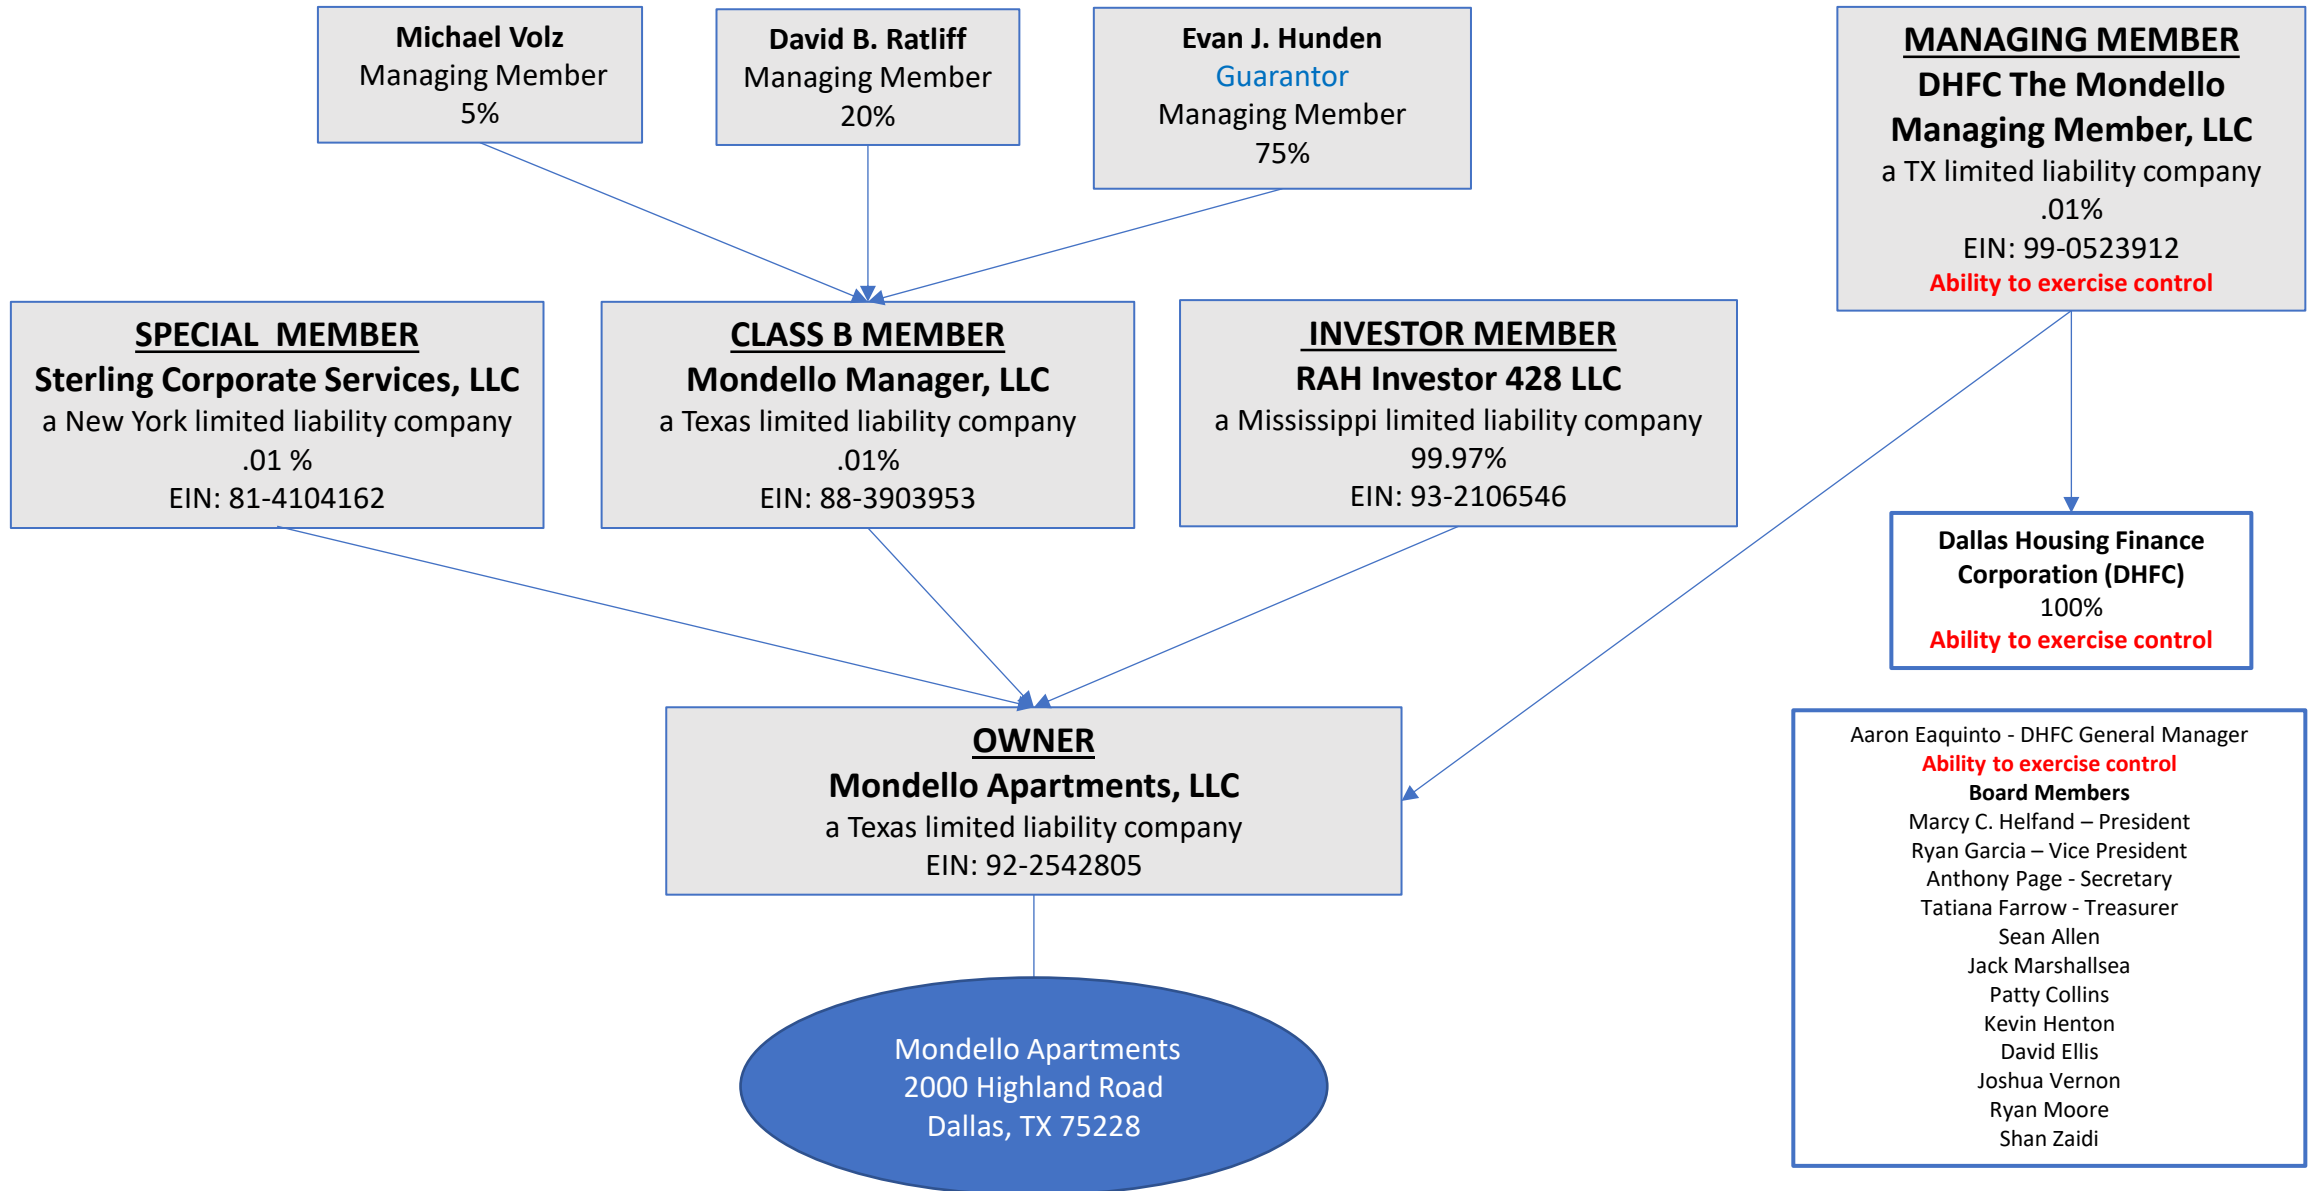 Michael Volz
Managing Member
5%
David B. Ratliff
Managing Member
20%
Evan J. Hunden
Guarantor
Managing Member
75%
MANAGING MEMBER
DHFC The Mondello
Managing Member, LLC
a TX limited liability company
.01%
EIN: 99-0523912
Ability to exercise control
SPECIAL MEMBER
Sterling Corporate Services, LLC
a New York limited liability company
.01 %
EIN: 81-4104162
CLASS B MEMBER
Mondello Manager, LLC
a Texas limited liability company
.01%
EIN: 88-3903953
INVESTOR MEMBER
RAH Investor 428 LLC
a Mississippi limited liability company
99.97%
EIN: 93-2106546
Dallas Housing Finance
Corporation (DHFC)
100%
Ability to exercise control
OWNER
Mondello Apartments, LLC
a Texas limited liability company
EIN: 92-2542805
Aaron Eaquinto - DHFC General Manager
Ability to exercise control
Board Members
Marcy C. Helfand – President
Ryan Garcia – Vice President
Anthony Page - Secretary
Tatiana Farrow - Treasurer
Sean Allen
Jack Marshallsea
Patty Collins
Kevin Henton
David Ellis
Joshua Vernon
Ryan Moore
Shan Zaidi
Mondello Apartments
2000 Highland Road
Dallas, TX 75228